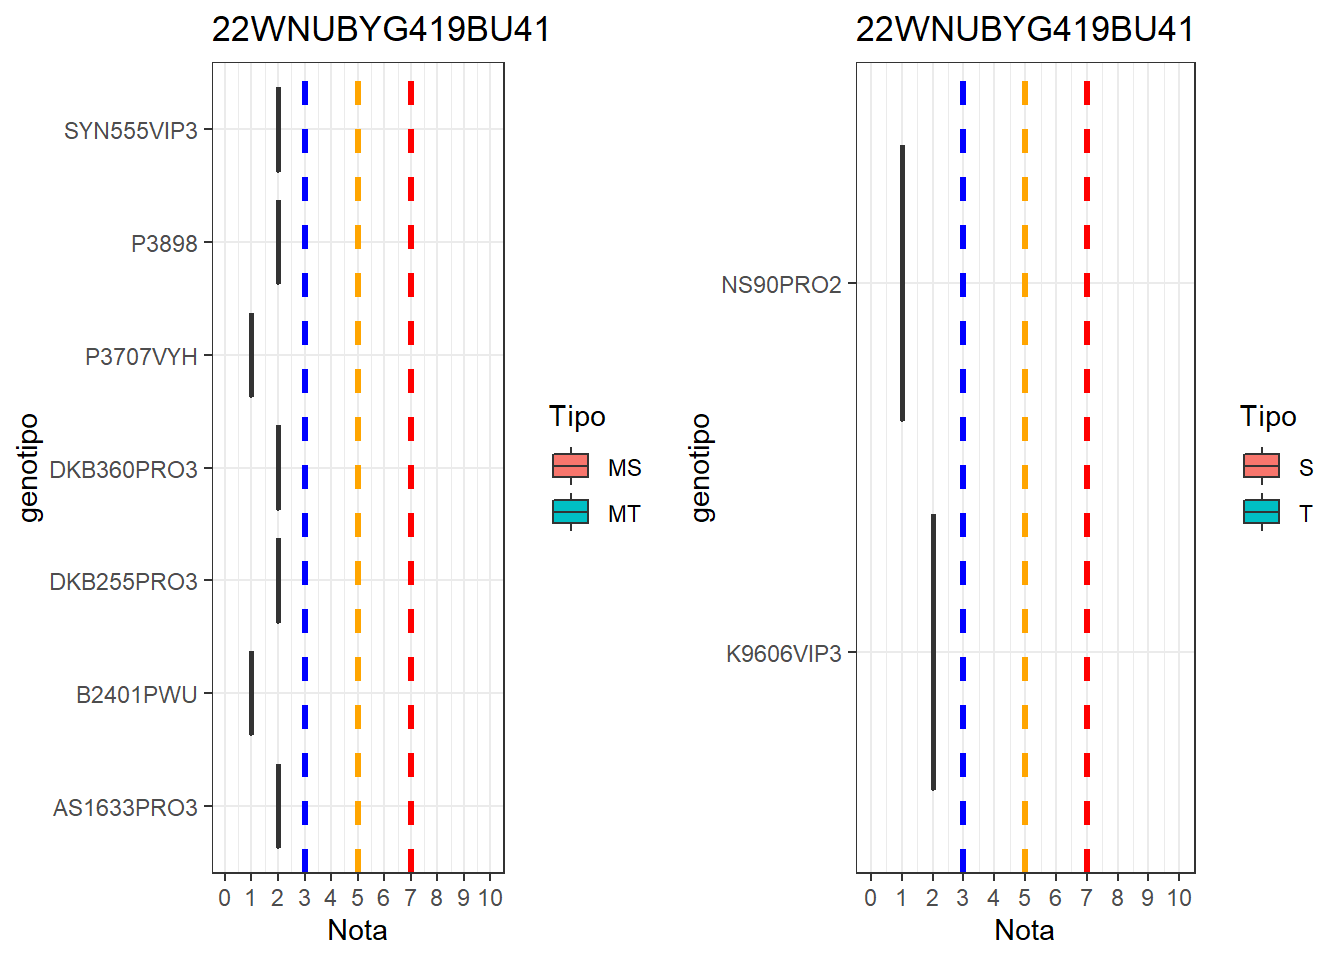 22WNUBYG419BU41
SYN555VIP3
P3898
P3707VYH
DKB360PRO3
DKB255PRO3
B2401PWU
AS1633PRO3
genotipo
0 1 2 3 4 5 6 7 8 9 10
Nota
Tipo
MS
MT
22WNUBYG419BU41
NS90PRO2
K9606VIP3
genotipo
0 1 2 3 4 5 6 7 8 9 10
Nota
Tipo
S
T